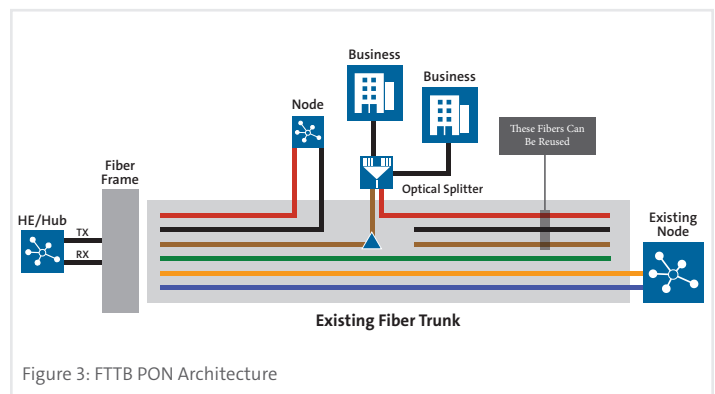 Business
Business
Node
These Fibers Can
Be Reused
Fiber
Frame
Optical Splitter
HE/Hub
TX
RX
Existing
Node
Existing Fiber Trunk
Figure 3: FTTB PON Architecture